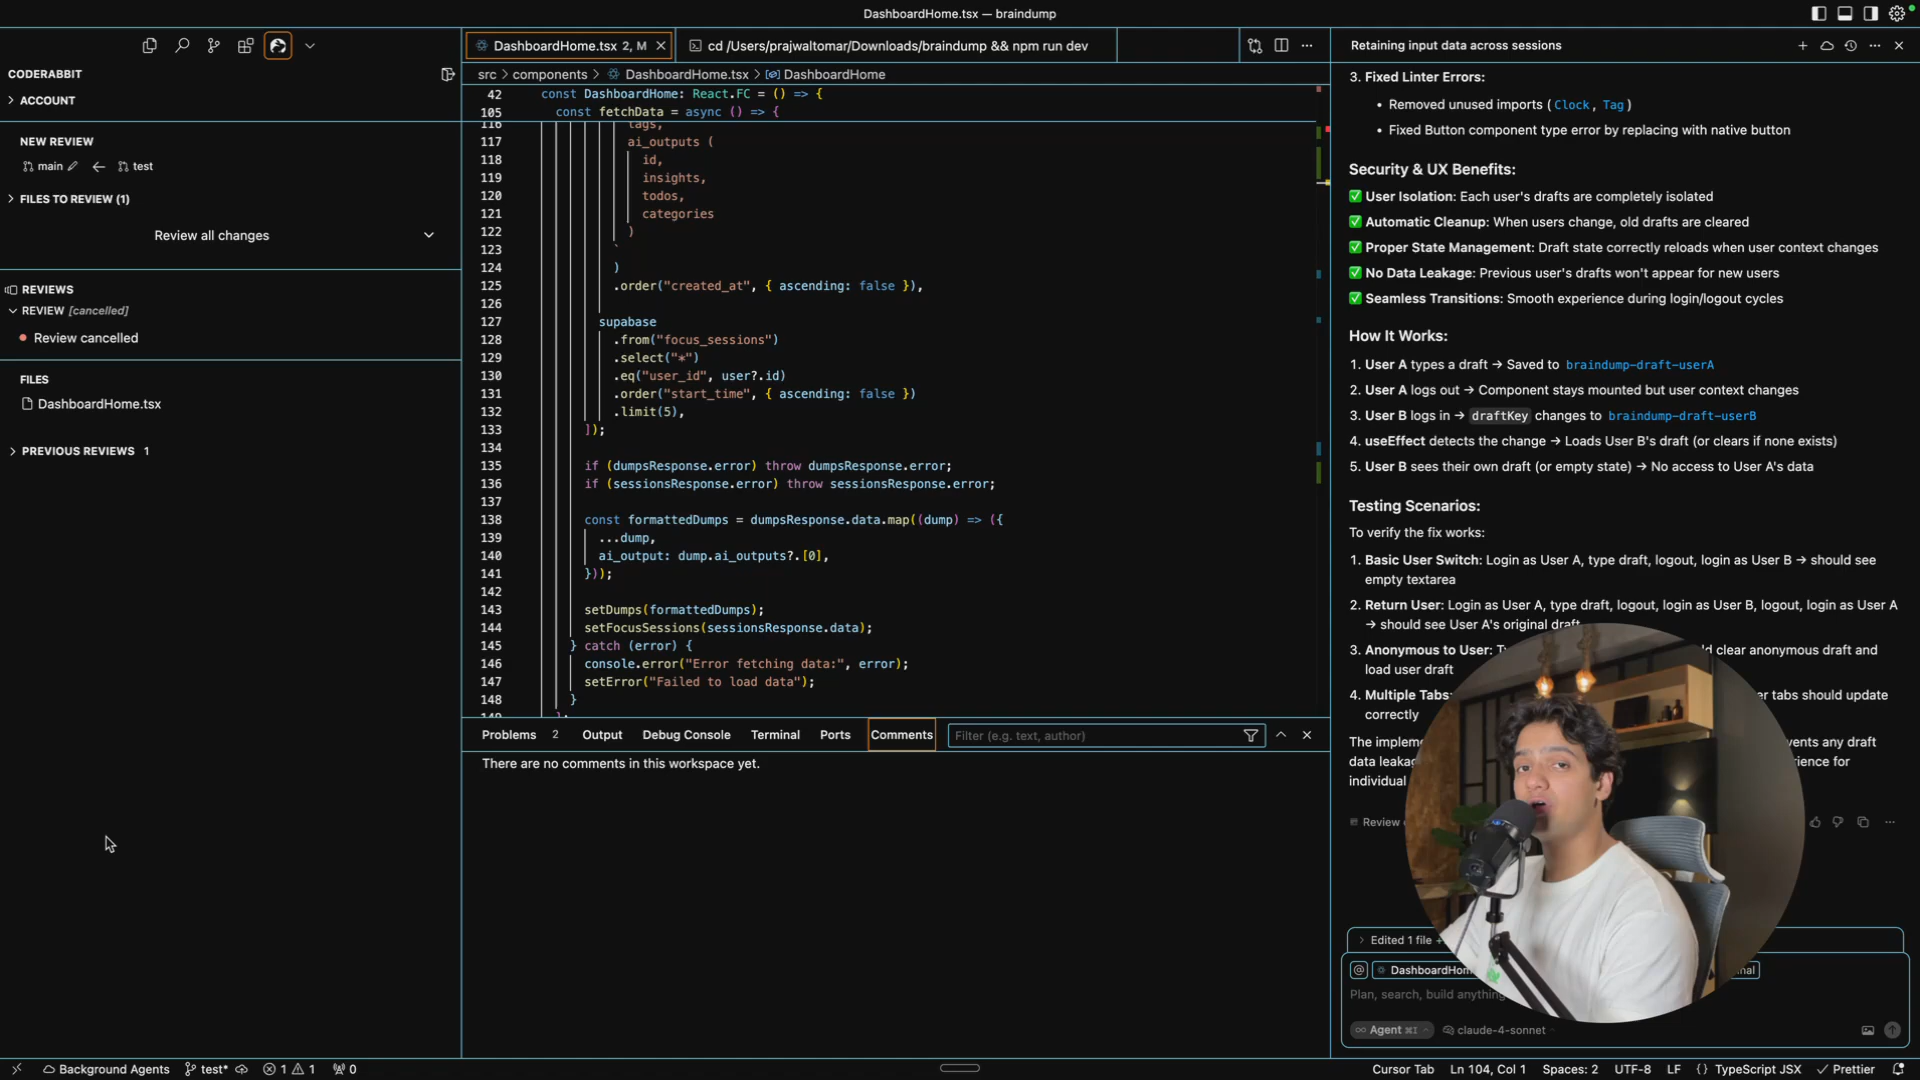 DashboardHome.tsx — braindump
CODERABBIT
ACCOUNT
NEW REVIEW
main
test
FILES TO REVIEW (1)
Review all changes
REVIEWS
REVIEW [cancelled]
Review cancelled
FILES
DashboardHome.tsx
PREVIOUS REVIEWS 1
DashboardHome.tsx 2, M
cd /Users/prajwaltomar/Downloads/braindump && npm run dev
src > components > DashboardHome.tsx > DashboardHome
42 const DashboardHome: React.FC = () => {
105 const fetchData = async () => {
116 tags,
117 ai_outputs (
118 id,
119 insights,
120 todos,
121 categories
122 )
123 `
124 )
125 .order("created_at", { ascending: false }),
126
127 supabase
128 .from("focus_sessions")
129 .select("*")
130 .eq("user_id", user?.id)
131 .order("start_time", { ascending: false })
132 .limit(5),
133 ]);
134
135 if (dumpsResponse.error) throw dumpsResponse.error;
136 if (sessionsResponse.error) throw sessionsResponse.error;
137
138 const formattedDumps = dumpsResponse.data.map((dump) => ({
139 ...dump,
140 ai_output: dump.ai_outputs?.[0],
141 }));
142
143 setDumps(formattedDumps);
144 setFocusSessions(sessionsResponse.data);
145 } catch (error) {
146 console.error("Error fetching data:", error);
147 setError("Failed to load data");
148 }
Problems 2 Output Debug Console Terminal Ports Comments Filter (e.g. text, author)
There are no comments in this workspace yet.
Retaining input data across sessions
3. Fixed Linter Errors:
• Removed unused imports ( Clock , Tag )
• Fixed Button component type error by replacing with native button
Security & UX Benefits:
✅ User Isolation: Each user's drafts are completely isolated
✅ Automatic Cleanup: When users change, old drafts are cleared
✅ Proper State Management: Draft state correctly reloads when user context changes
✅ No Data Leakage: Previous user's drafts won't appear for new users
✅ Seamless Transitions: Smooth experience during login/logout cycles
How It Works:
1. User A types a draft → Saved to braindump-draft-userA
2. User A logs out → Component stays mounted but user context changes
3. User B logs in → draftKey changes to braindump-draft-userB
4. useEffect detects the change → Loads User B's draft (or clears if none exists)
5. User B sees their own draft (or empty state) → No access to User A's data
Testing Scenarios:
To verify the fix works:
1. Basic User Switch: Login as User A, type draft, logout, login as User B → should see
empty textarea
2. Return User: Login as User A, type draft, logout, login as User B, logout, login as User A
→ should see User A's original draft
3. Anonymous to User: clear anonymous draft and
load user draft
4. Multiple Tabs: tabs should update
correctly
The any draft
data for
individual
Review
Edited 1 file +
@
Plan, search, build anything
Agent ⌘I claude-4-sonnet
Background Agents test* 1 1 0
Cursor Tab Ln 104, Col 1 Spaces: 2 UTF-8 LF {} TypeScript JSX Prettier